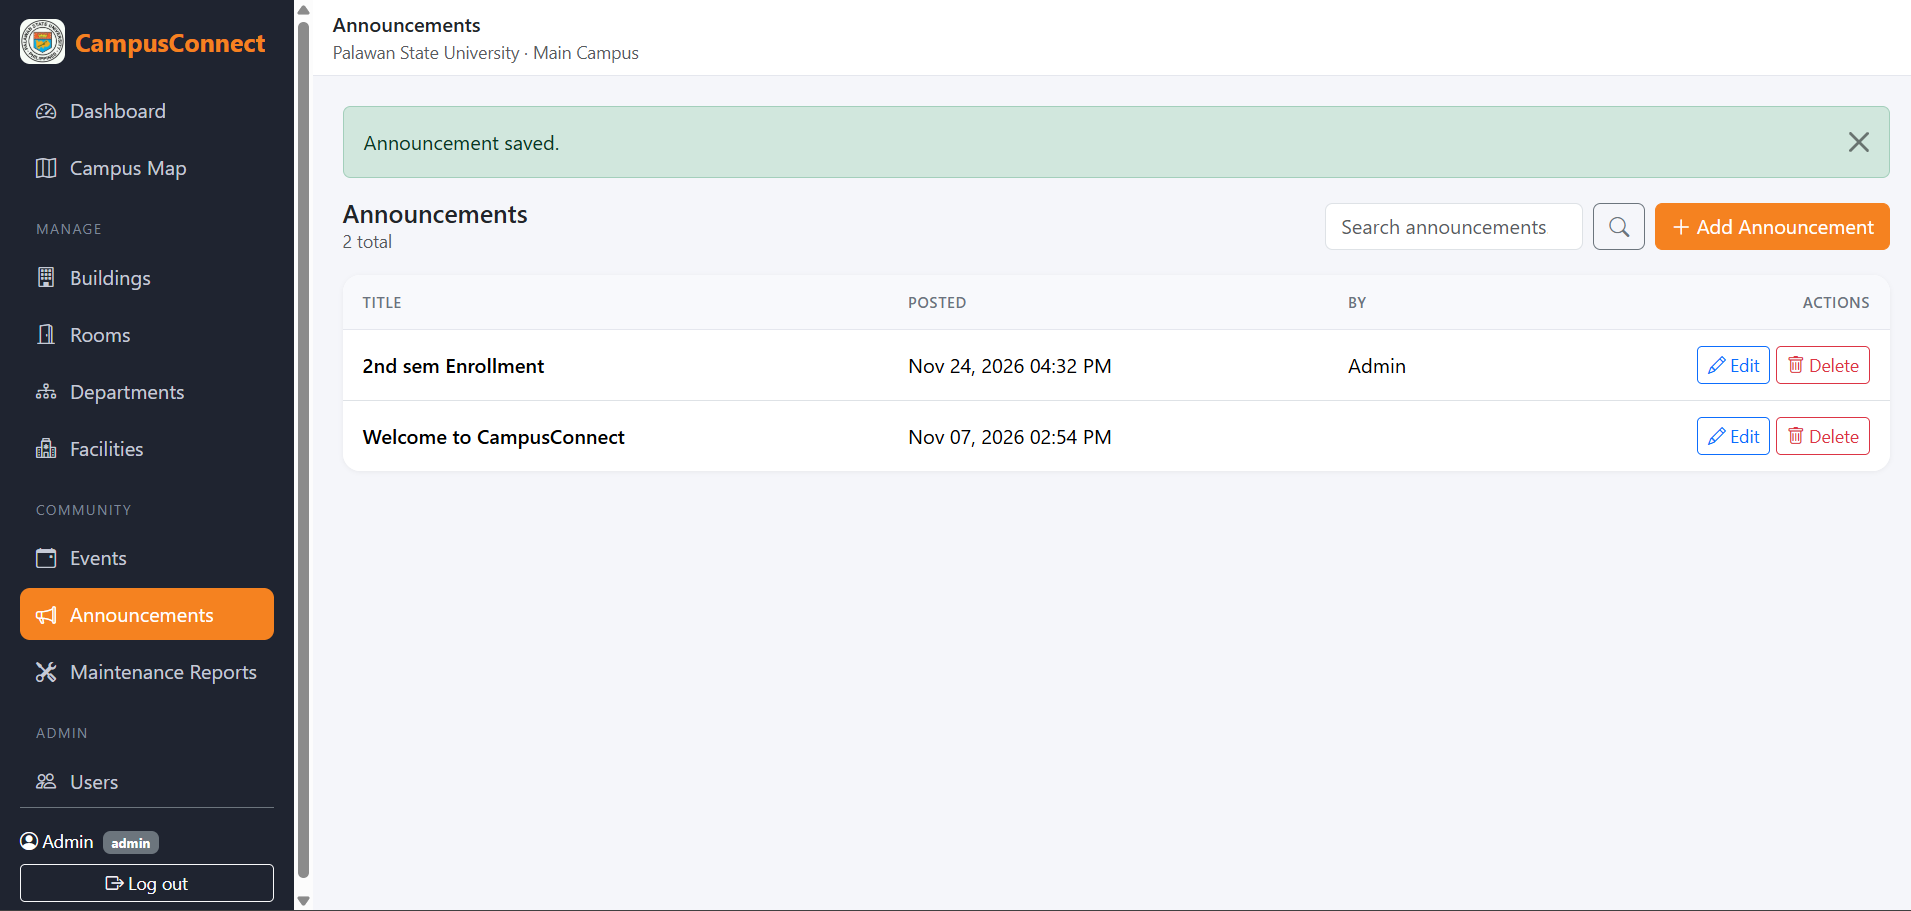 CampusConnect
Dashboard
Campus Map
MANAGE
Buildings
Rooms
Departments
Facilities
COMMUNITY
Events
Announcements
Maintenance Reports
ADMIN
Users
Admin admin
Log out
Announcements
Palawan State University · Main Campus
Announcement saved.
Announcements
2 total
Search announcements
Add Announcement
TITLE POSTED BY ACTIONS
2nd sem Enrollment Nov 24, 2026 04:32 PM Admin Edit Delete
Welcome to CampusConnect Nov 07, 2026 02:54 PM Edit Delete